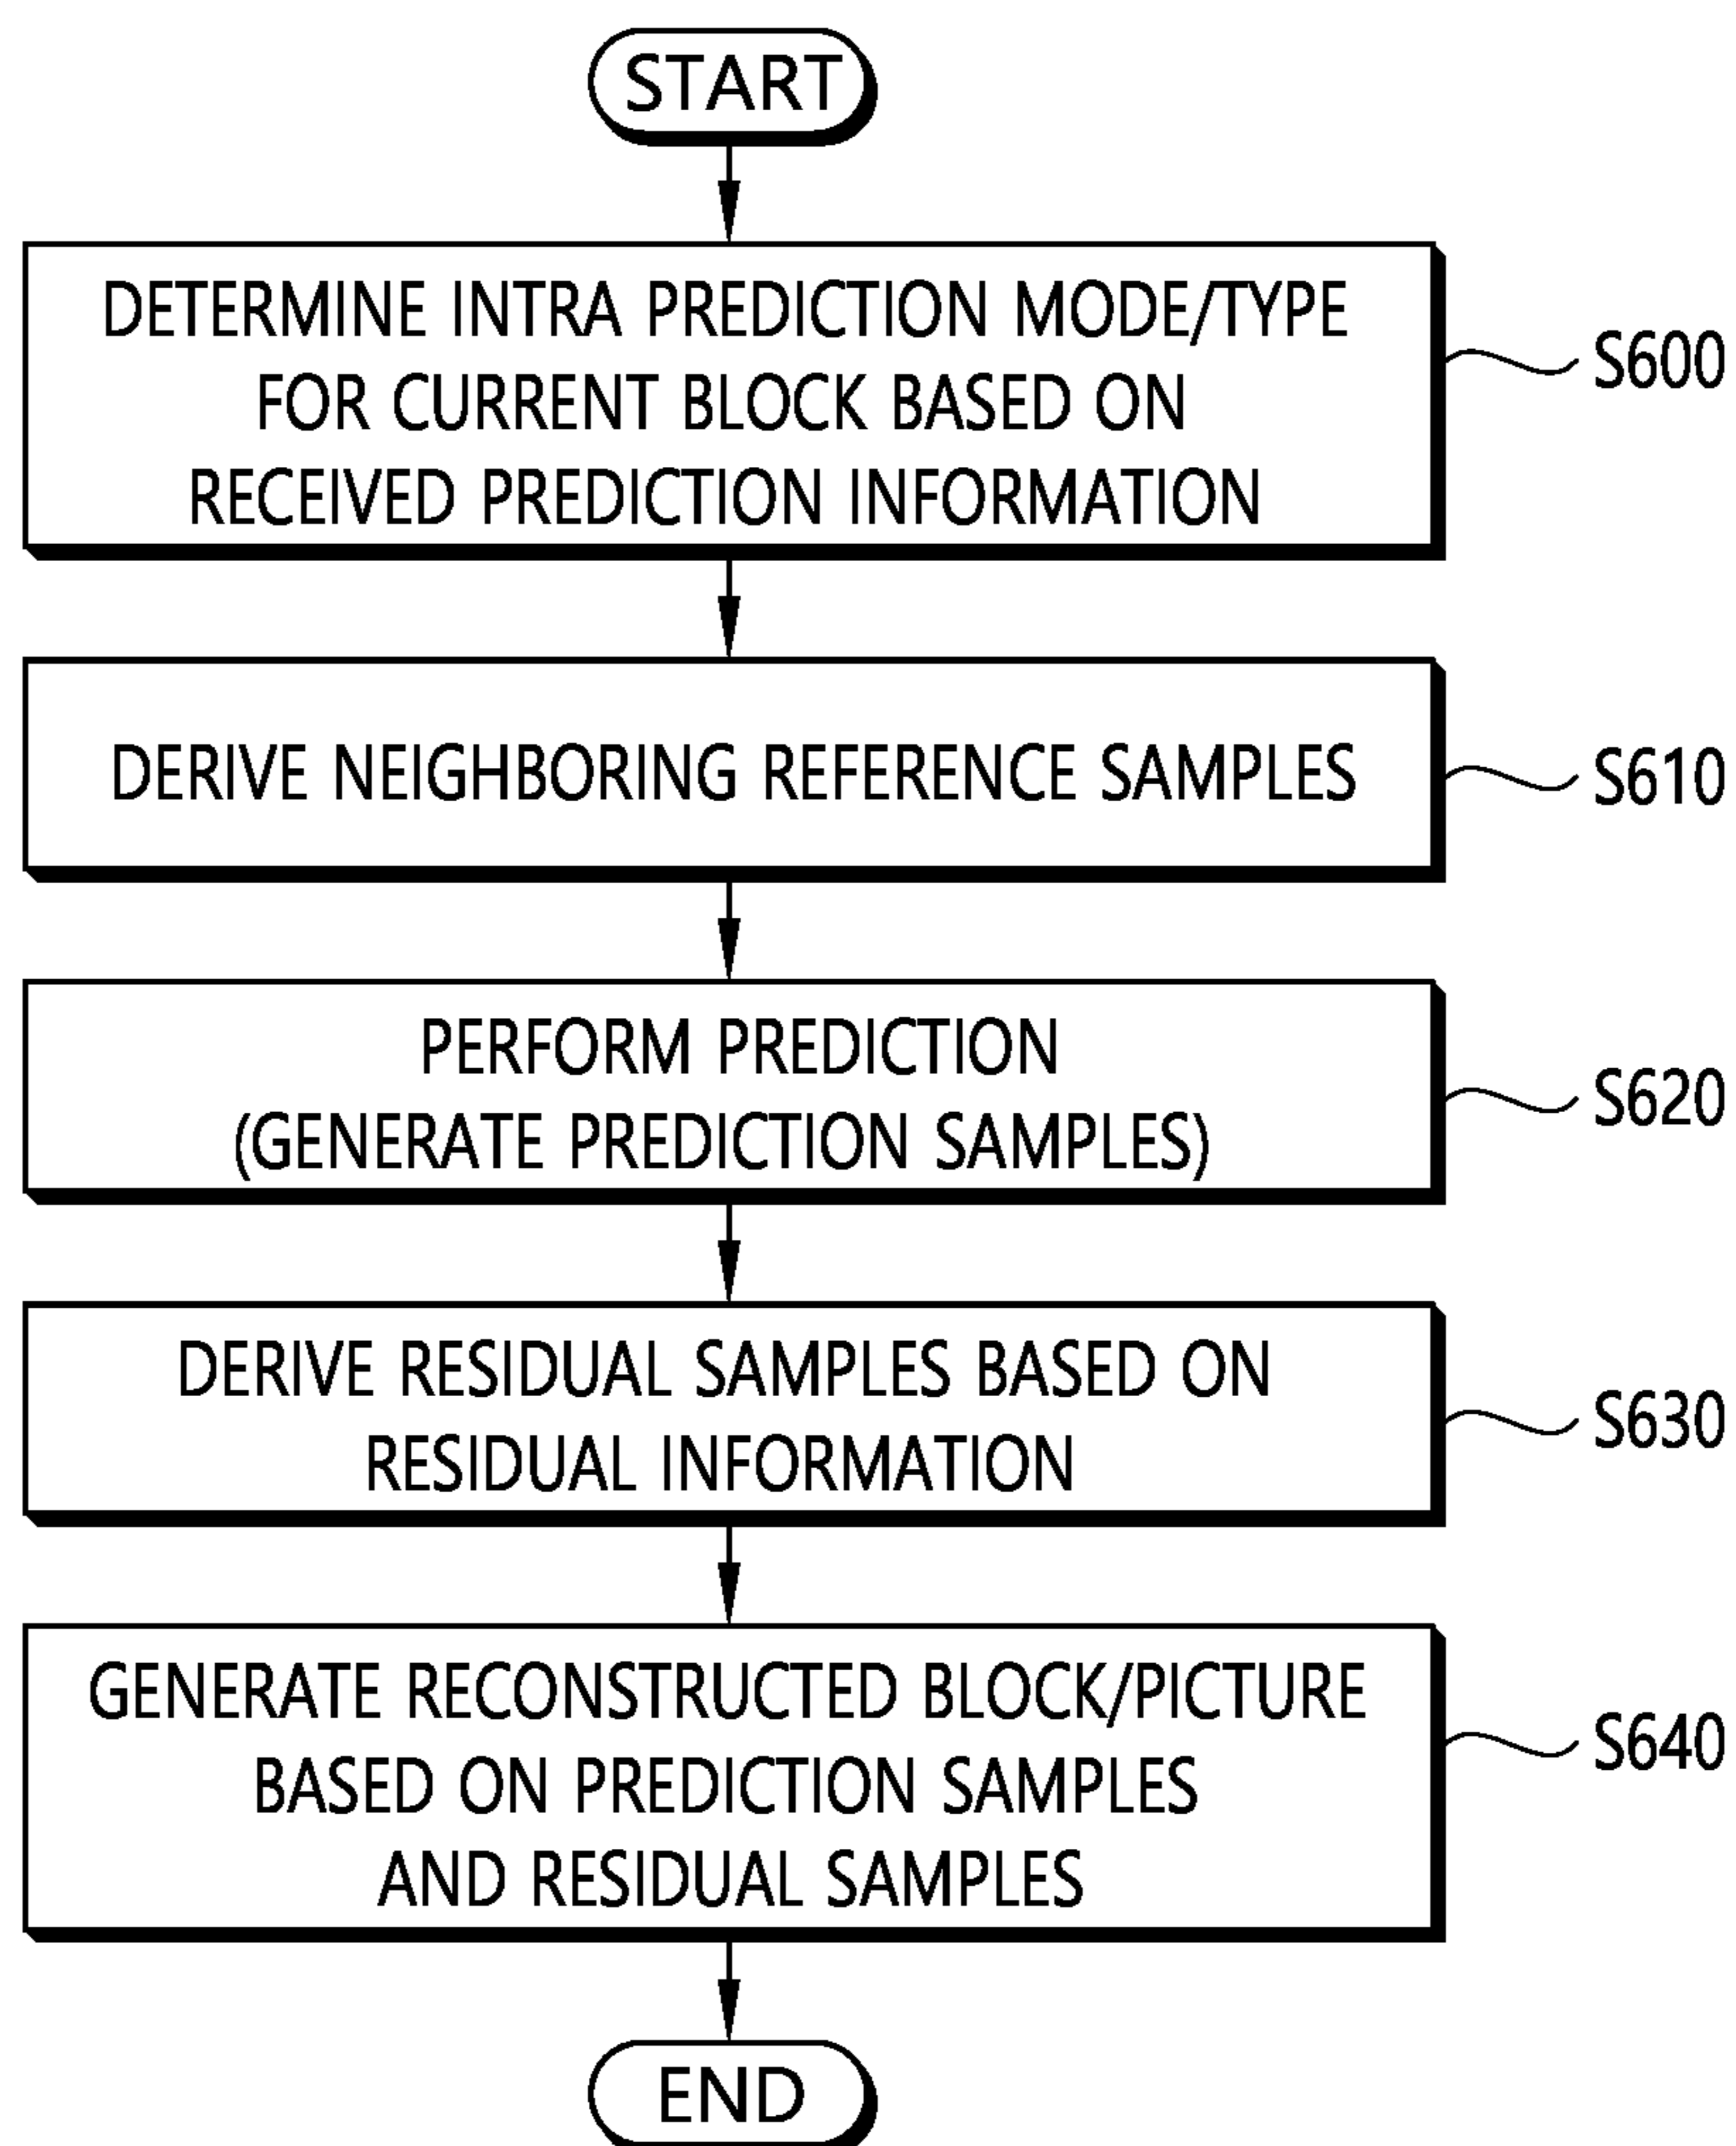 START
DETERMINE INTRA PREDICTION MODE/TYPE
FOR CURRENT BLOCK BASED ON
RECEIVED PREDICTION INFORMATION
S600
DERIVE NEIGHBORING REFERENCE SAMPLES
S610
PERFORM PREDICTION
(GENERATE PREDICTION SAMPLES)
S620
DERIVE RESIDUAL SAMPLES BASED ON
RESIDUAL INFORMATION
S630
GENERATE RECONSTRUCTED BLOCK/PICTURE
BASED ON PREDICTION SAMPLES
AND RESIDUAL SAMPLES
S640
END